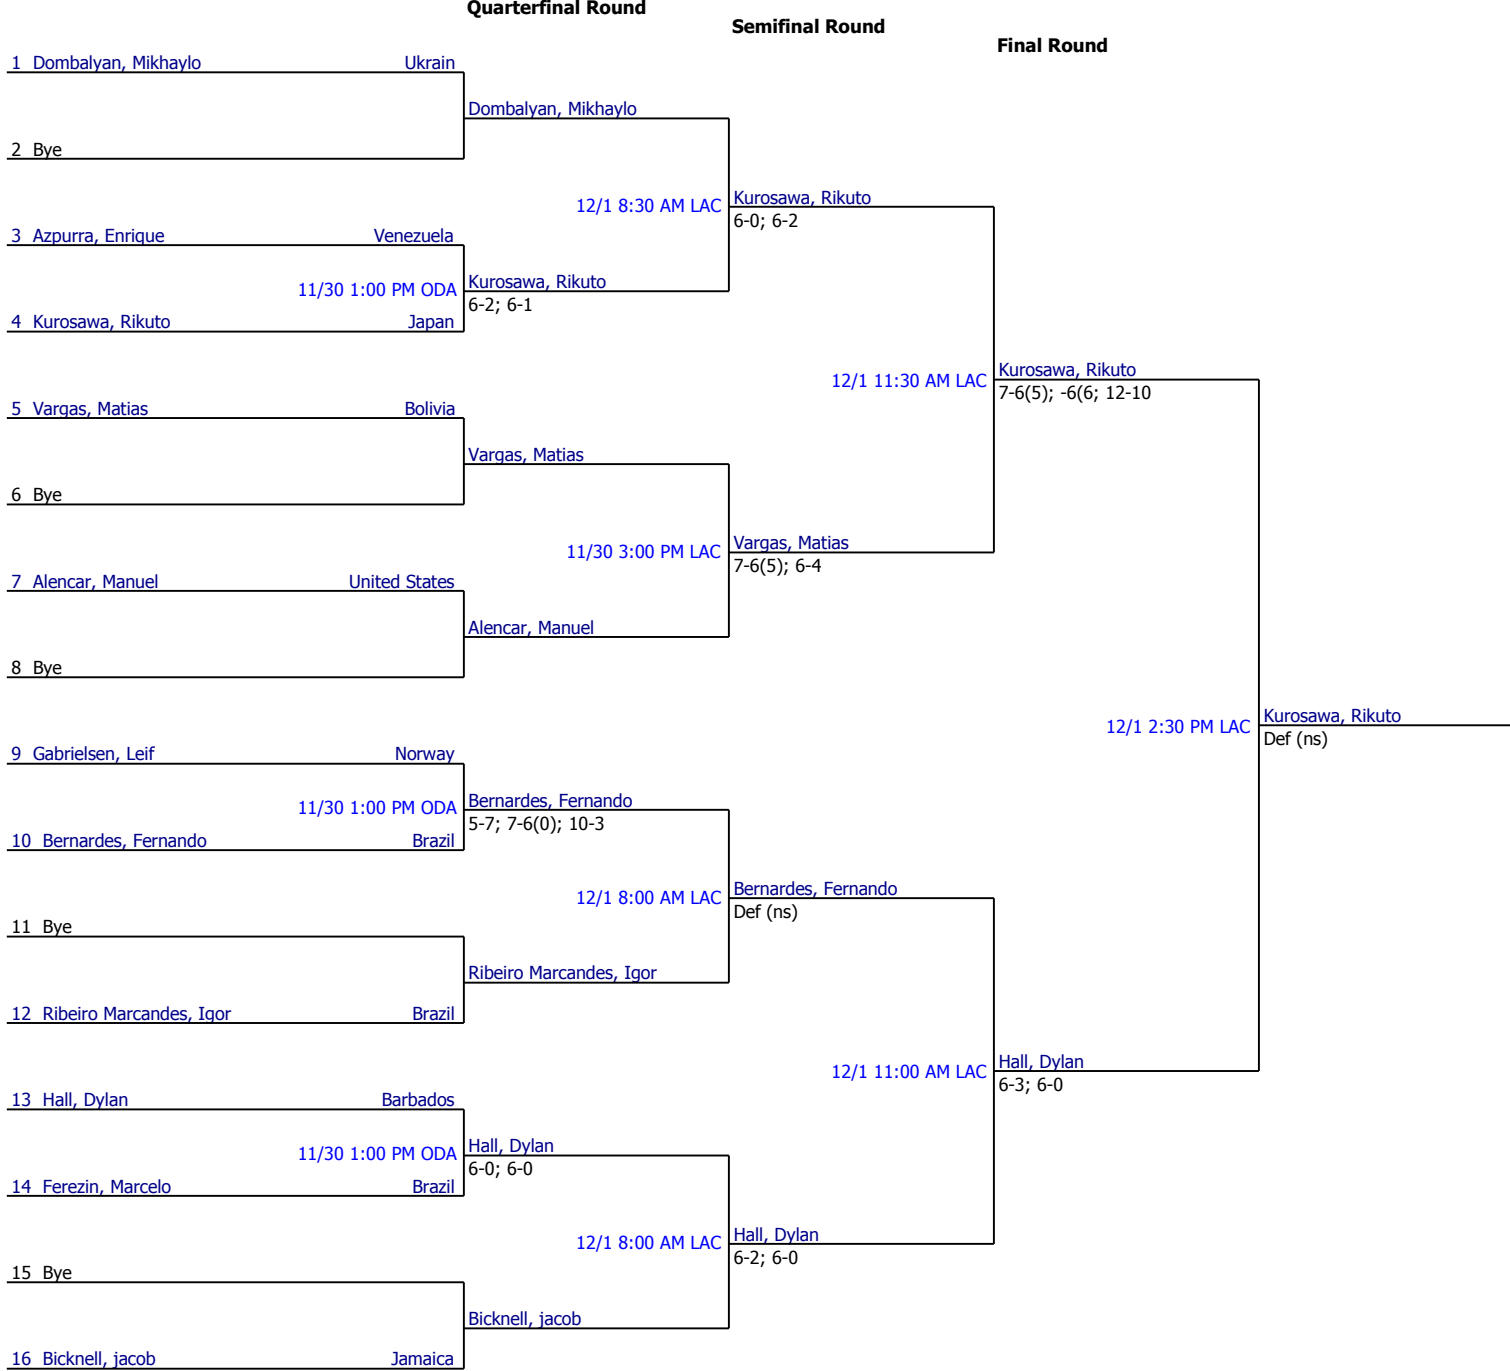 Quarterfinal Round
Semifinal Round
Final Round
1 Dombalyan, Mikhaylo Ukrain
Dombalyan, Mikhaylo
2 Bye
12/1 8:30 AM LAC Kurosawa, Rikuto
6-0; 6-2
3 Azpurra, Enrique Venezuela
11/30 1:00 PM ODA Kurosawa, Rikuto
6-2; 6-1
4 Kurosawa, Rikuto Japan
12/1 11:30 AM LAC Kurosawa, Rikuto
7-6(5); -6(6; 12-10
5 Vargas, Matias Bolivia
Vargas, Matias
6 Bye
11/30 3:00 PM LAC Vargas, Matias
7-6(5); 6-4
7 Alencar, Manuel United States
Alencar, Manuel
8 Bye
12/1 2:30 PM LAC Kurosawa, Rikuto
Def (ns)
9 Gabrielsen, Leif Norway
11/30 1:00 PM ODA Bernardes, Fernando
5-7; 7-6(0); 10-3
10 Bernardes, Fernando Brazil
12/1 8:00 AM LAC Bernardes, Fernando
Def (ns)
11 Bye
Ribeiro Marcandes, Igor
12 Ribeiro Marcandes, Igor Brazil
12/1 11:00 AM LAC Hall, Dylan
6-3; 6-0
13 Hall, Dylan Barbados
11/30 1:00 PM ODA Hall, Dylan
6-0; 6-0
14 Ferezin, Marcelo Brazil
12/1 8:00 AM LAC Hall, Dylan
6-2; 6-0
15 Bye
Bicknell, jacob
16 Bicknell, jacob Jamaica